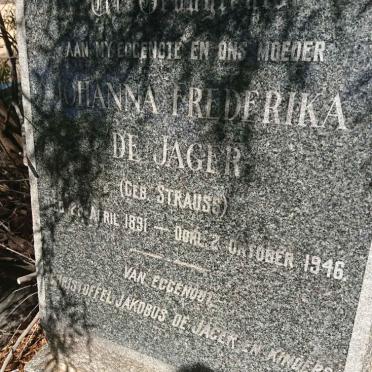 AAN MY EGGENOTE EN ONS MOEDER
JOHANNA FREDERIKA
DE JAGER
(GEB. STRAUSS)
APRIL 1891 — OORL. 2 OKTOBER 1946.
VAN EGGENOOT
CHRISTOFFEL JAKOBUS DE JAGER EN KINDERS